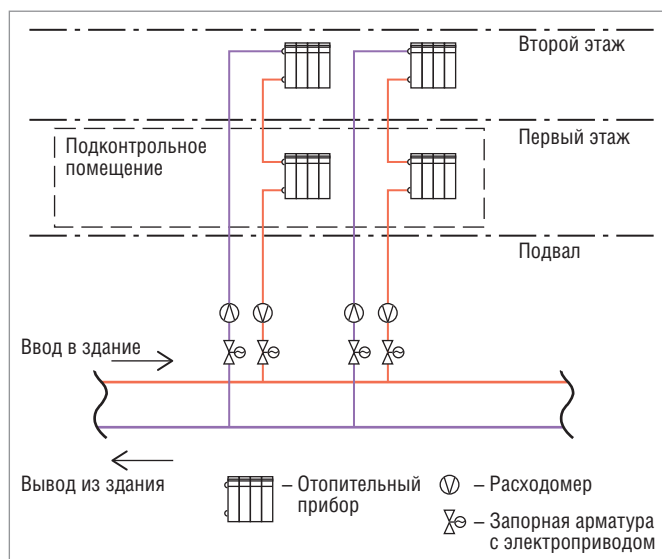 Второй этаж
Подконтрольное
помещение
Первый этаж
Подвал
Ввод в здание
Вывод из здания
– Отопительный
прибор
– Расходомер
– Запорная арматура
с электроприводом